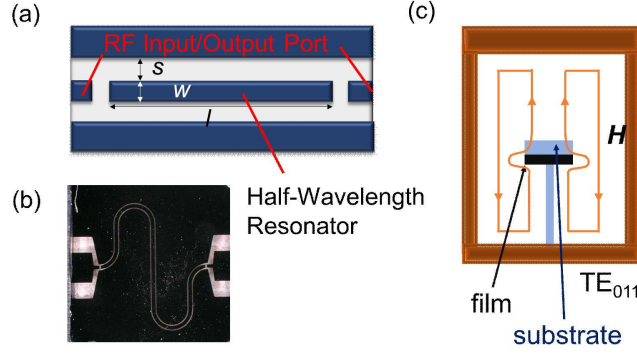 (a)
RF Input/Output Port
s
w
l
Half-Wavelength
Resonator
(b)
(c)
H
TE011
film
substrate